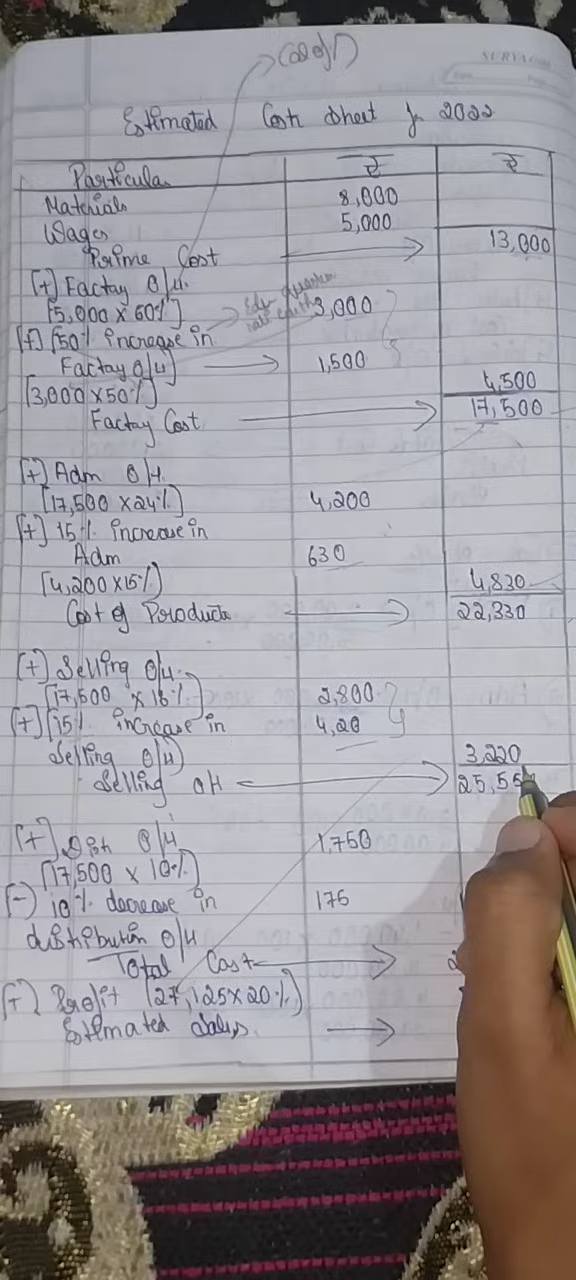 Estimated Cost Sheet for 2022
Particular ₹ ₹
Materials 8,000
Wages 5,000
Prime Cost 13,000
[+] Factory O/H.
[5,000 x 60%] 3,000
[+] [50% increase in
Factory O/H] 1,500
[3,000 x 50%] 4,500
Factory Cost 17,500
[+] Adm O/H.
[17,500 x 24%] 4,200
[+] 15% increase in
Adm 630
[4,200 x 15%] 4,830
Cost of Product 22,330
[+] Selling O/H.
[17,500 x 16%] 2,800
[+] [15% increase in 4,20
Selling O/H] 3,220
Selling OH 25,55
[+] Dist O/H 1,750
[17,500 x 10%]
[-] 10% decrease in 175
distribution O/H
Total Cost
[+] Profit [27,125 x 20%]
Estimated Sales.